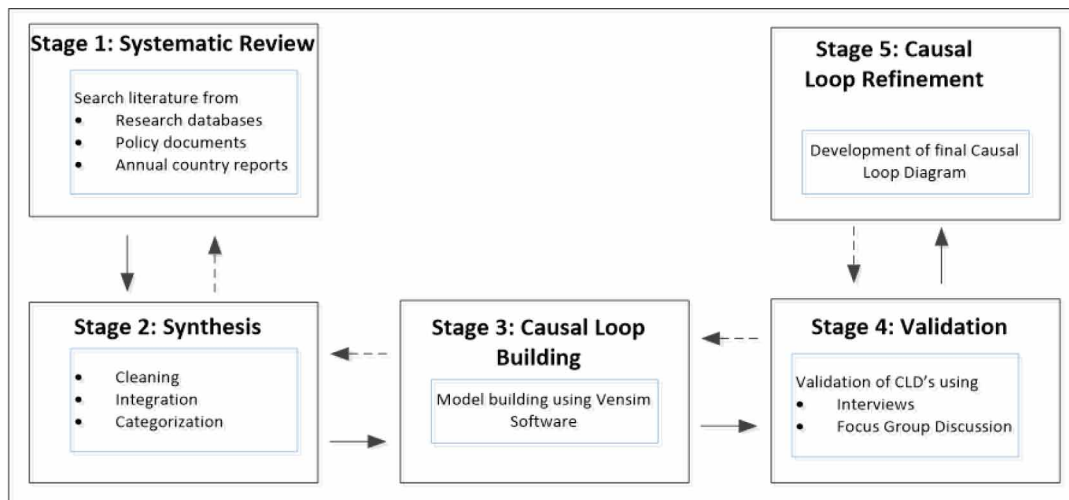 Stage 1: Systematic Review
Search literature from
• Research databases
• Policy documents
• Annual country reports
Stage 2: Synthesis
• Cleaning
• Integration
• Categorization
Stage 3: Causal Loop
Building
Model building using Vensim
Software
Stage 4: Validation
Validation of CLD's using
• Interviews
• Focus Group Discussion
Stage 5: Causal
Loop Refinement
Development of final Causal
Loop Diagram